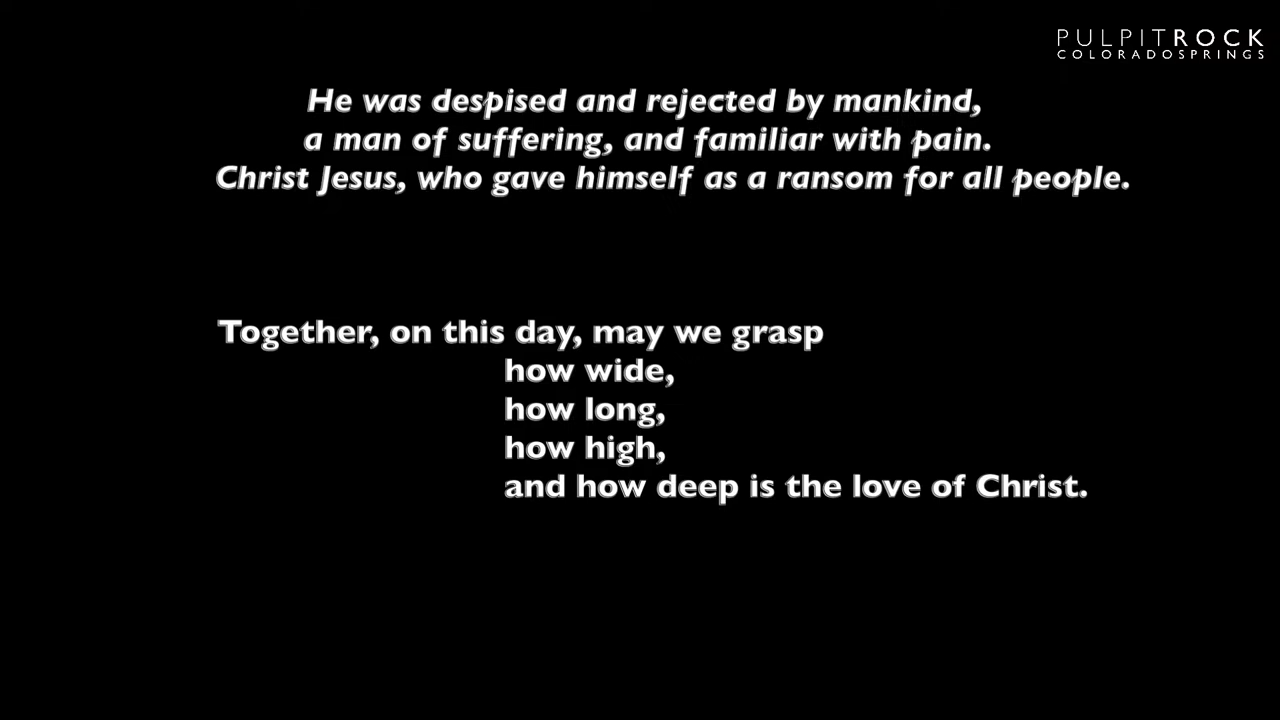 PULPITROCK
COLORADOSPRINGS
He was despised and rejected by mankind,
a man of suffering, and familiar with pain.
Christ Jesus, who gave himself as a ransom for all people.
Together, on this day, may we grasp
how wide,
how long,
how high,
and how deep is the love of Christ.